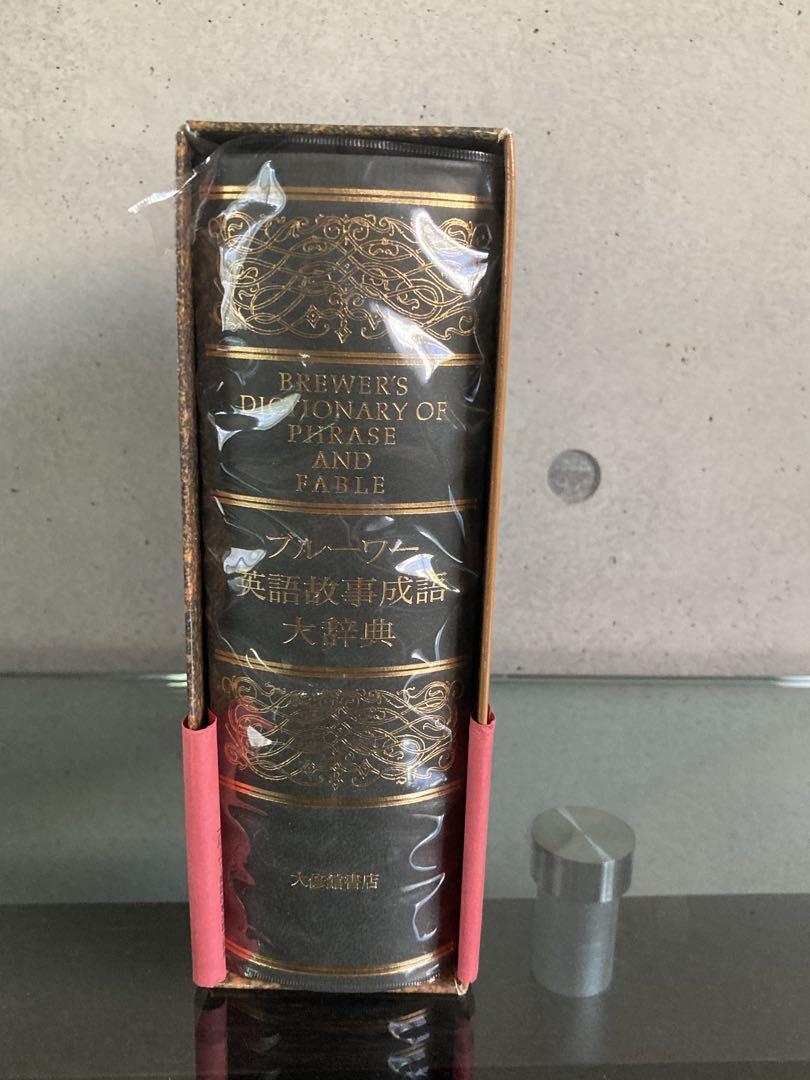 BREWER'S
DICTIONARY OF
PHRASE
AND
FABLE
ブルーワー
英語故事成語
大辞典
大修館書店